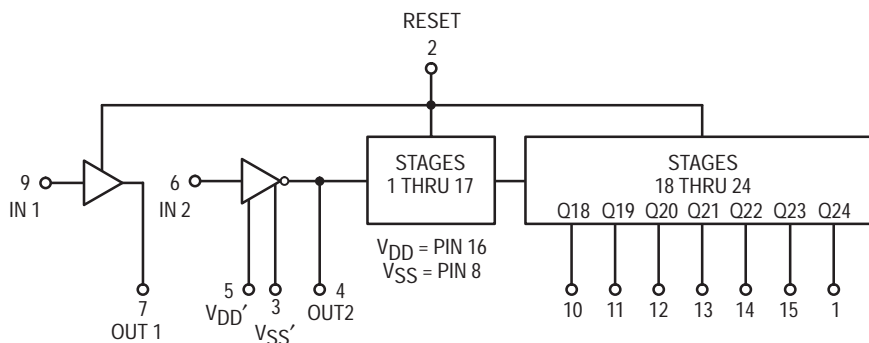 RESET
2
9
IN 1
6
IN 2
STAGES
1 THRU 17
STAGES
18 THRU 24
Q18 Q19 Q20 Q21 Q22 Q23 Q24
VDD = PIN 16
VSS = PIN 8
7
OUT 1
5
VDD′
3
VSS′
4
OUT2
10 11 12 13 14 15 1